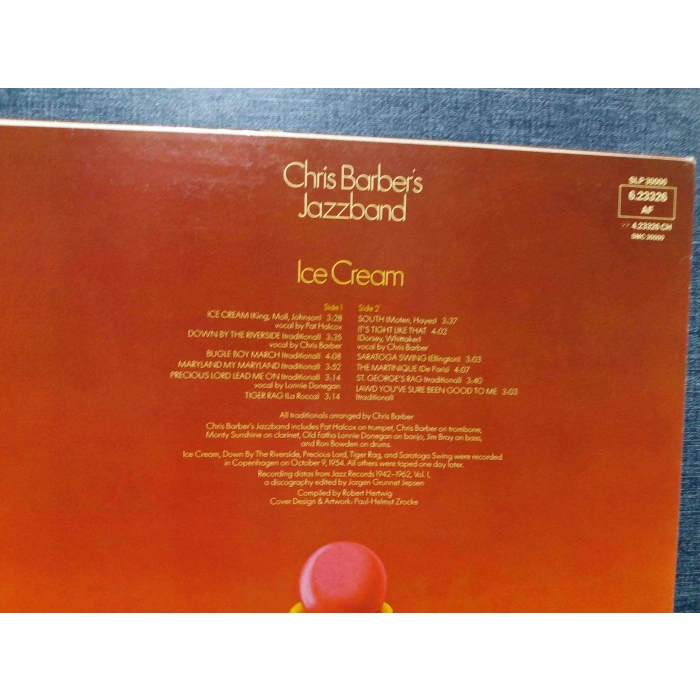 Chris Barber's
Jazzband
SLP 30000
6.23326
AF
4.23326 CH
SMC 30000
Ice Cream
Side 1
ICE CREAM (King, Moll, Johnson) 3:28
vocal by Pat Halcox
DOWN BY THE RIVERSIDE (traditional) 3:35
vocal by Chris Barber
BUGLE BOY MARCH (traditional) 4:08
MARYLAND MY MARYLAND (traditional) 3:52
PRECIOUS LORD LEAD ME ON (traditional) 3:14
vocal by Lonnie Donegan
TIGER RAG (La Rocca) 3:14
Side 2
SOUTH (Moten, Hayes) 3:37
IT'S TIGHT LIKE THAT 4:02
(Dorsey, Whittaker)
vocal by Chris Barber
SARATOGA SWING (Ellington) 3:03
THE MARTINIQUE (De Paris) 4:07
ST. GEORGE'S RAG (traditional) 3:40
LAWD YOU'VE SURE BEEN GOOD TO ME 3:03
(traditional)
All traditionals arranged by Chris Barber
Chris Barber's Jazzband includes Pat Halcox on trumpet, Chris Barber on trombone,
Monty Sunshine on clarinet, Old Fatha Lonnie Donegan on banjo, Jim Bray on bass,
and Ron Bowden on drums.
Ice Cream, Down By The Riverside, Precious Lord, Tiger Rag, and Saratoga Swing were recorded
in Copenhagen on October 9, 1954. All others were taped one day later.
Recording datas from Jazz Records 1942-1962, Vol. 1,
a discography edited by Jorgen Grunnet Jepsen
Compiled by Robert Hertwig
Cover Design & Artwork: Paul-Helmut Zrocke